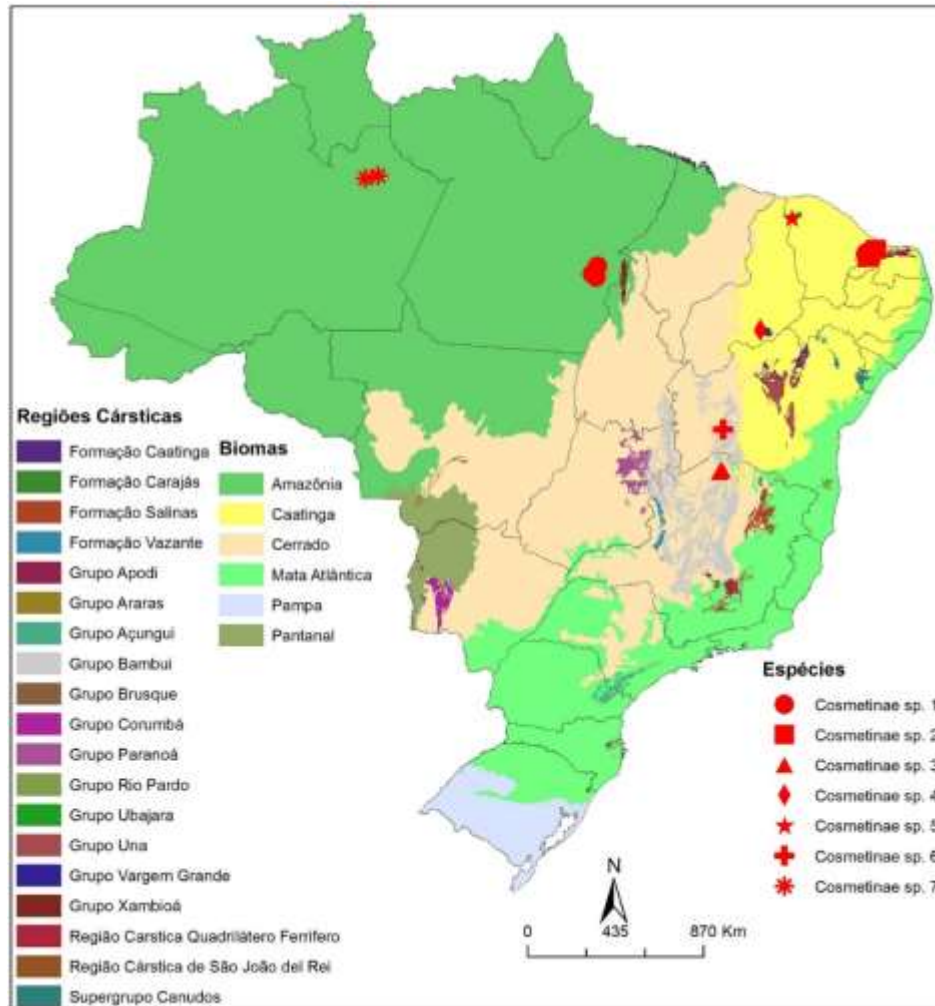 Regiões Cársticas
Formação Caatinga
Formação Carajás
Formação Salinas
Formação Vazante
Grupo Apodi
Grupo Araras
Grupo Açungui
Grupo Bambuí
Grupo Brusque
Grupo Corumbá
Grupo Paranoá
Grupo Rio Pardo
Grupo Ubajara
Grupo Una
Grupo Vargem Grande
Grupo Xambioá
Região Carstica Quadrilátero Ferrífero
Região Cárstica de São João del Rei
Supergrupo Canudos
Biomas
Amazônia
Caatinga
Cerrado
Mata Atlântica
Pampa
Pantanal
Espécies
Cosmetinae sp. 1
Cosmetinae sp. 2
Cosmetinae sp. 3
Cosmetinae sp. 4
Cosmetinae sp. 5
Cosmetinae sp. 6
Cosmetinae sp. 7
N
0 435 870 Km